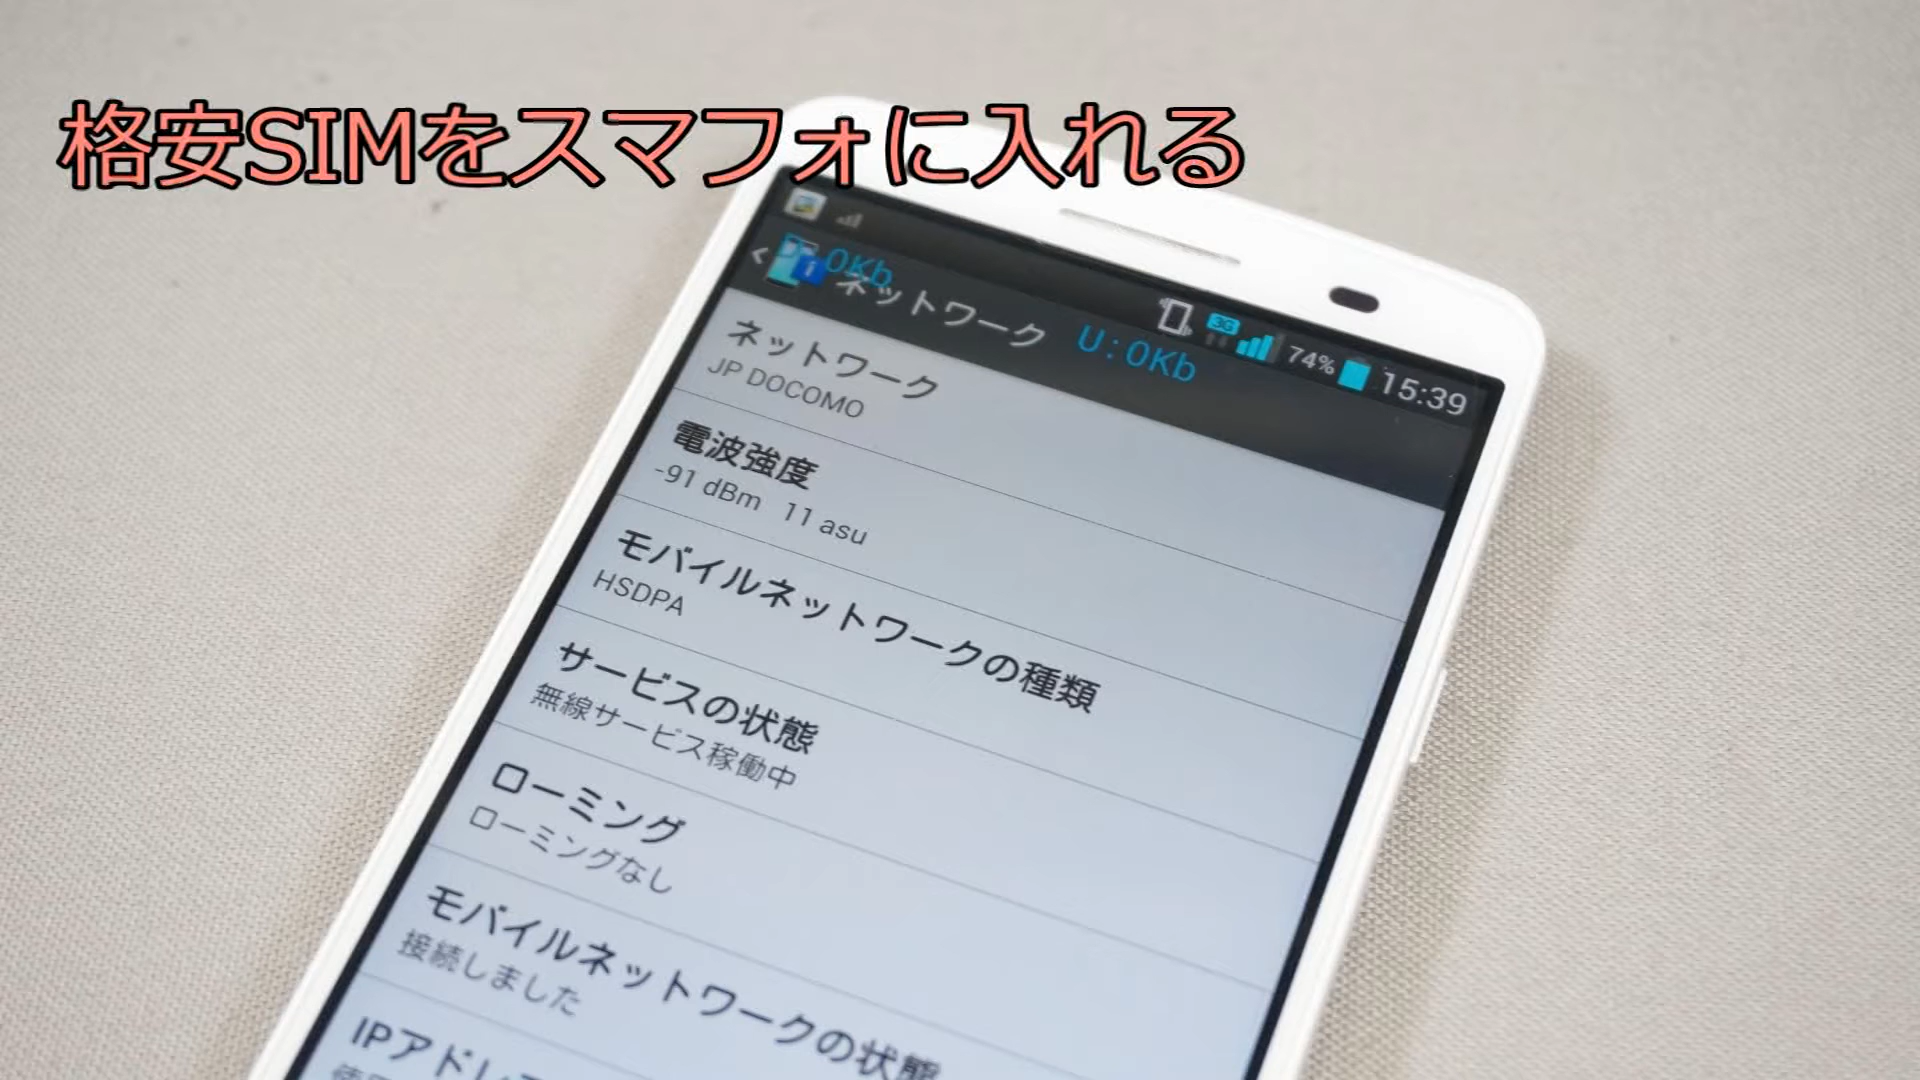 格安SIMをスマフォに入れる
0Kb
ネットワーク
U:0Kb
3G
74%
15:39
ネットワーク
JP DOCOMO
電波強度
-91 dBm 11 asu
モバイルネットワークの種類
HSDPA
サービスの状態
無線サービス稼働中
ローミング
ローミングなし
モバイルネットワークの状態
接続しました
IPアドレ